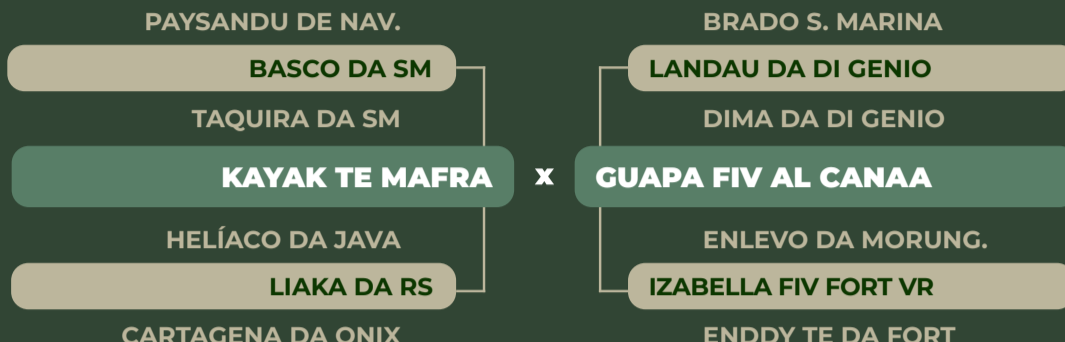 PAYSANDU DE NAV.
BASCO DA SM
TAQUIRA DA SM
KAYAK TE MAFRA
HELÍACO DA JAVA
LIAKA DA RS
CARTAGENA DA ONIX
x
BRADO S. MARINA
LANDAU DA DI GENIO
DIMA DA DI GENIO
GUAPA FIV AL CANAA
ENLEVO DA MORUNG.
IZABELLA FIV FORT VR
ENDDY TE DA FORT